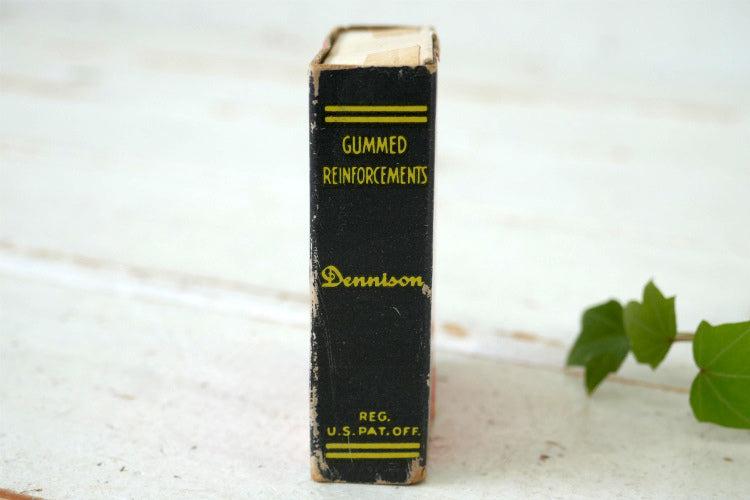 GUMMED
REINFORCEMENTS
Dennison
REG.
U.S. PAT. OFF.